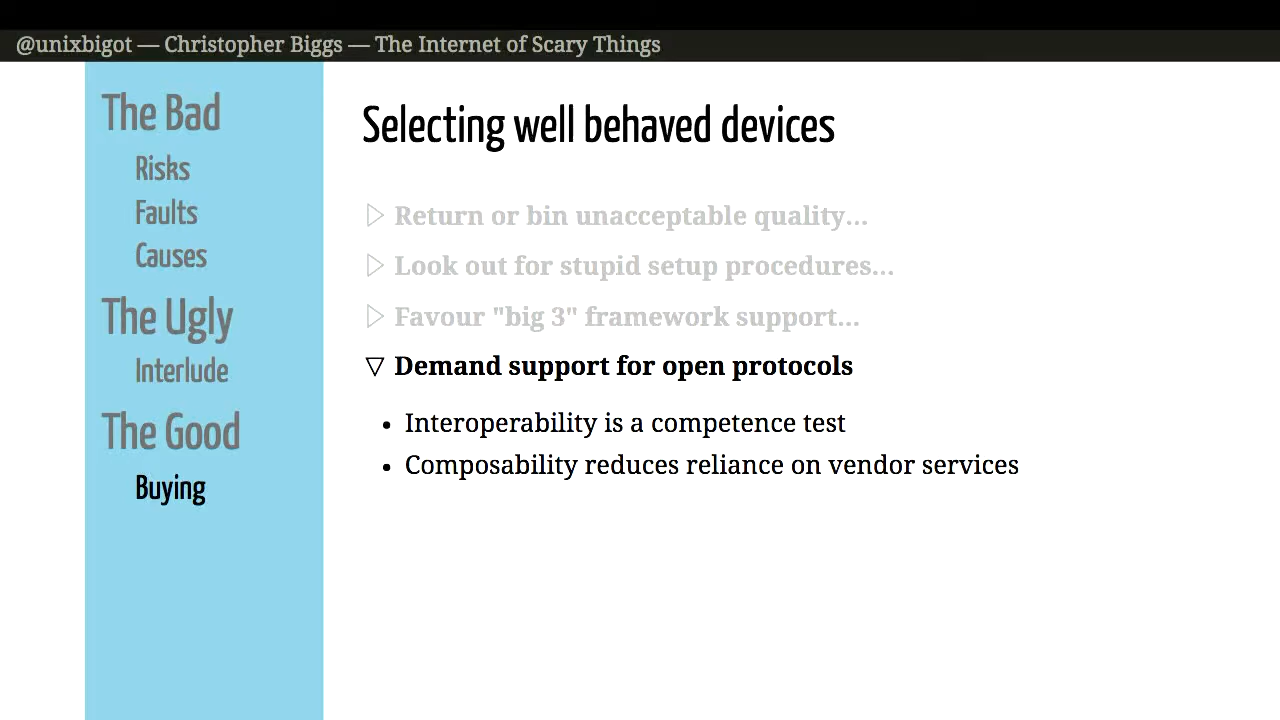 @unixbigot — Christopher Biggs — The Internet of Scary Things
The Bad
Risks
Faults
Causes
The Ugly
Interlude
The Good
Buying
Selecting well behaved devices
▷ Return or bin unacceptable quality...
▷ Look out for stupid setup procedures...
▷ Favour "big 3" framework support...
▽ Demand support for open protocols
• Interoperability is a competence test
• Composability reduces reliance on vendor services